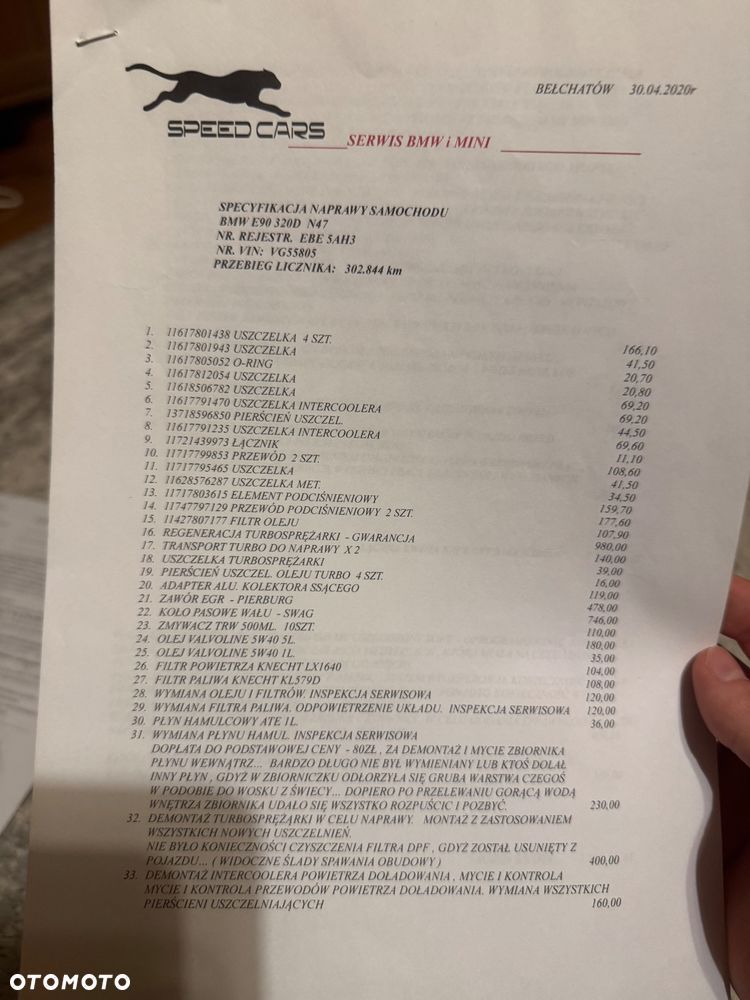 BEŁCHATÓW 30.04.2020r
SPEED CARS
SERWIS BMW i MINI
SPECYFIKACJA NAPRAWY SAMOCHODU
BMW E90 320D N47
NR. REJESTR. EBE 5AH3
NR. VIN: VG55805
PRZEBIEG LICZNIKA: 302.844 km
1. 11617801438 USZCZELKA 4 SZT. 166,10
2. 11617801943 USZCZELKA 41,50
3. 11617805052 O-RING 20,70
4. 11617812054 USZCZELKA 20,80
5. 11618506782 USZCZELKA 69,20
6. 11617791470 USZCZELKA INTERCOOLERA 69,20
7. 13718596850 PIERŚCIEŃ USZCZEL. 44,50
8. 11617791235 USZCZELKA INTERCOOLERA 69,60
9. 11721439973 ŁĄCZNIK 11,10
10. 11717799853 PRZEWÓD 2 SZT. 108,60
11. 11717795465 USZCZELKA 41,50
12. 11628576287 USZCZELKA MET. 34,50
13. 11717803615 ELEMENT PODCIŚNIENIOWY 159,70
14. 11747797129 PRZEWÓD PODCIŚNIENIOWY 2 SZT. 177,60
15. 11427807177 FILTR OLEJU 107,90
16. REGENERACJA TURBOSPRĘŻARKI - GWARANCJA 980,00
17. TRANSPORT TURBO DO NAPRAWY X 2 140,00
18. USZCZELKA TURBOSPRĘŻARKI 39,00
19. PIERŚCIEŃ USZCZEL. OLEJU TURBO 4 SZT. 16,00
20. ADAPTER ALU. KOLEKTORA SSĄCEGO 119,00
21. ZAWÓR EGR - PIERBURG 478,00
22. KOŁO PASOWE WAŁU - SWAG 746,00
23. ZMYWACZ TRW 500ML. 10SZT. 110,00
24. OLEJ VALVOLINE 5W40 5L. 180,00
25. OLEJ VALVOLINE 5W40 1L. 35,00
26. FILTR POWIETRZA KNECHT LX1640 104,00
27. FILTR PALIWA KNECHT KL579D 108,00
28. WYMIANA OLEJU I FILTRÓW. INSPEKCJA SERWISOWA 120,00
29. WYMIANA FILTRA PALIWA. ODPOWIETRZENIE UKŁADU. INSPEKCJA SERWISOWA 120,00
30. PŁYN HAMULCOWY ATE 1L. 36,00
31. WYMIANA PŁYNU HAMUL. INSPEKCJA SERWISOWA
DOPŁATA DO PODSTAWOWEJ CENY - 80ZŁ , ZA DEMONTAŻ I MYCIE ZBIORNIKA
PŁYNU WEWNĄTRZ... BARDZO DŁUGO NIE BYŁ WYMIENIANY LUB KTOŚ DOLAŁ
INNY PŁYN , GDYŻ W ZBIORNICZKU ODŁORZYŁA SIĘ GRUBA WARSTWA CZEGOŚ
W PODOBIE DO WOSKU Z ŚWIECY... DOPIERO PO PRZELEWANIU GORĄCĄ WODĄ
WNĘTRZA ZBIORNIKA UDAŁO SIĘ WSZYSTKO ROZPUŚCIC I POZBYĆ. 230,00
32. DEMONTAŻ TURBOSPRĘŻĄRKI W CELU NAPRAWY. MONTAŻ Z ZASTOSOWANIEM
WSZYSTKICH NOWYCH USZCZELNIEŃ.
NIE BYŁO KONIECZNOŚCI CZYSZCZENIA FILTRA DPF , GDYŻ ZOSTAŁ USUNIĘTY Z
POJAZDU... ( WIDOCZNE ŚLADY SPAWANIA OBUDOWY ) 400,00
33. DEMONTAŻ INTERCOOLERA POWIETRZA DOŁADOWANIA , MYCIE I KONTROLA
MYCIE I KONTROLA PRZEWODÓW POWIETRZA DOŁADOWANIA. WYMIANA WSZYSTKICH
PIERŚCIENI USZCZELNIAJĄCYCH 160,00
OTOMOTO